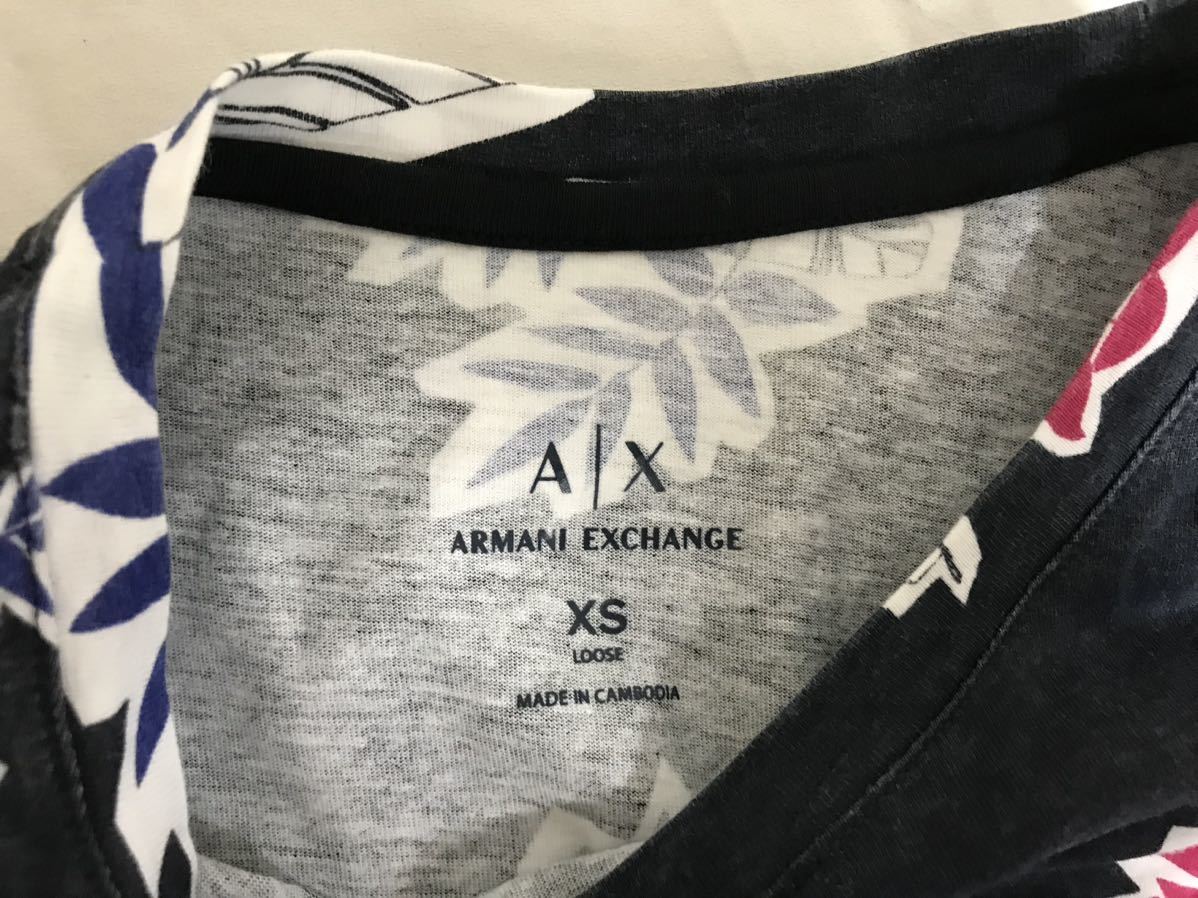 A|X
ARMANI EXCHANGE
XS
LOOSE
MADE IN CAMBODIA